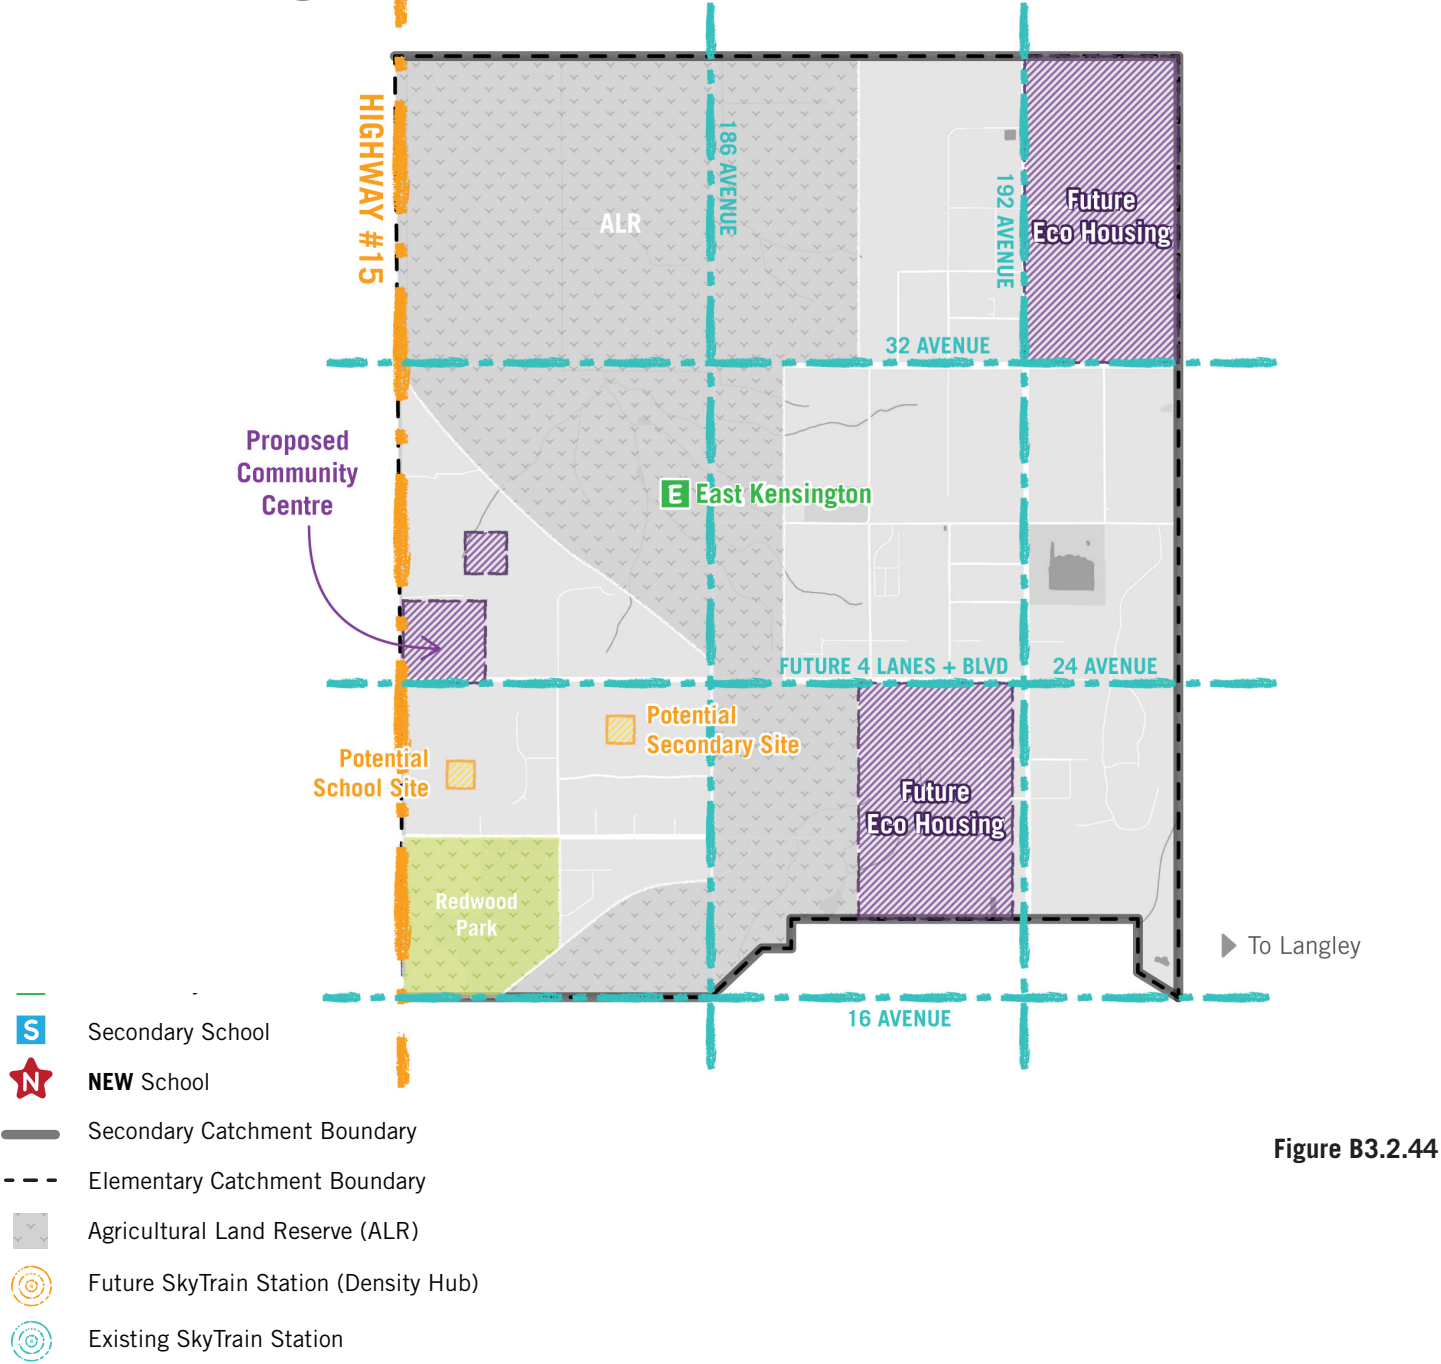 HIGHWAY #15
186 AVENUE
192 AVENUE
Future
Eco Housing
ALR
32 AVENUE
Proposed
Community
Centre
E East Kensington
FUTURE 4 LANES + BLVD
24 AVENUE
Potential
Secondary Site
Potential
School Site
Future
Eco Housing
Redwood
Park
To Langley
16 AVENUE
S Secondary School
N NEW School
Secondary Catchment Boundary
Figure B3.2.44
Elementary Catchment Boundary
Agricultural Land Reserve (ALR)
Future SkyTrain Station (Density Hub)
Existing SkyTrain Station